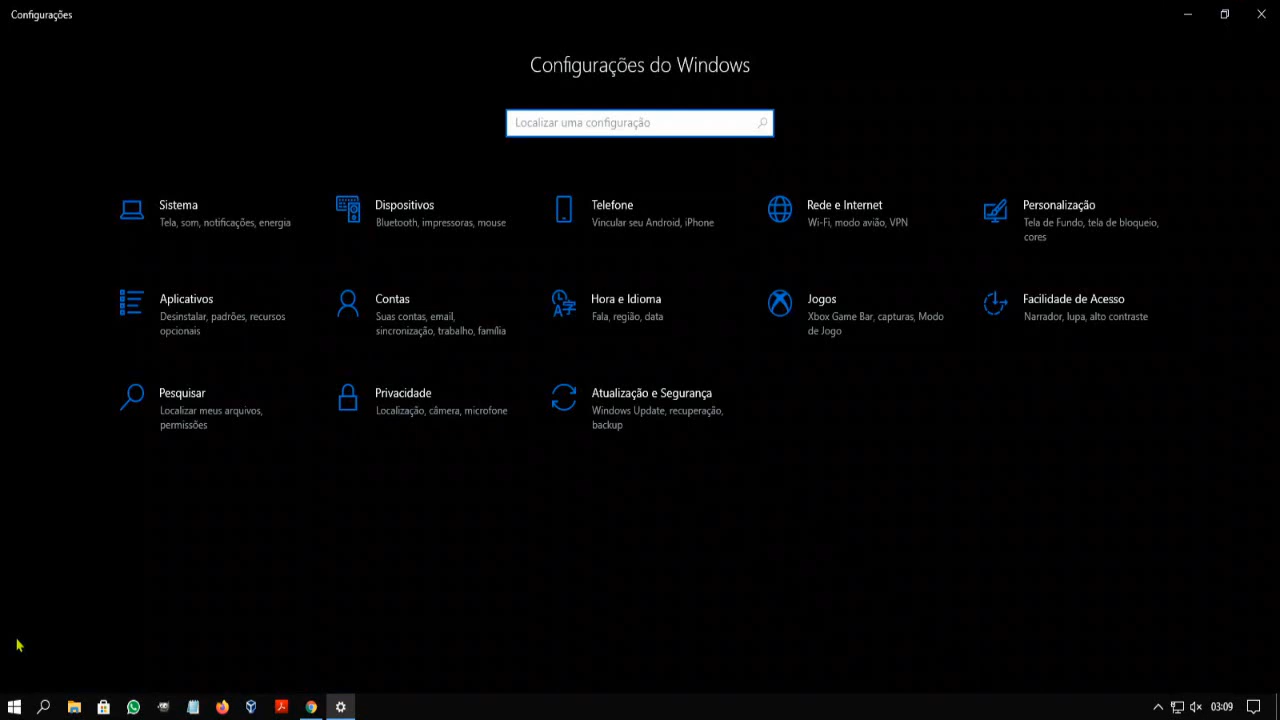 Configurações
Configurações do Windows
Localizar uma configuração
Sistema
Tela, som, notificações, energia
Dispositivos
Bluetooth, impressoras, mouse
Telefone
Vincular seu Android, iPhone
Rede e Internet
Wi-Fi, modo avião, VPN
Personalização
Tela de Fundo, tela de bloqueio,
cores
Aplicativos
Desinstalar, padrões, recursos
opcionais
Contas
Suas contas, email,
sincronização, trabalho, família
Hora e Idioma
Fala, região, data
Jogos
Xbox Game Bar, capturas, Modo
de Jogo
Facilidade de Acesso
Narrador, lupa, alto contraste
Pesquisar
Localizar meus arquivos,
permissões
Privacidade
Localização, câmera, microfone
Atualização e Segurança
Windows Update, recuperação,
backup
03:09